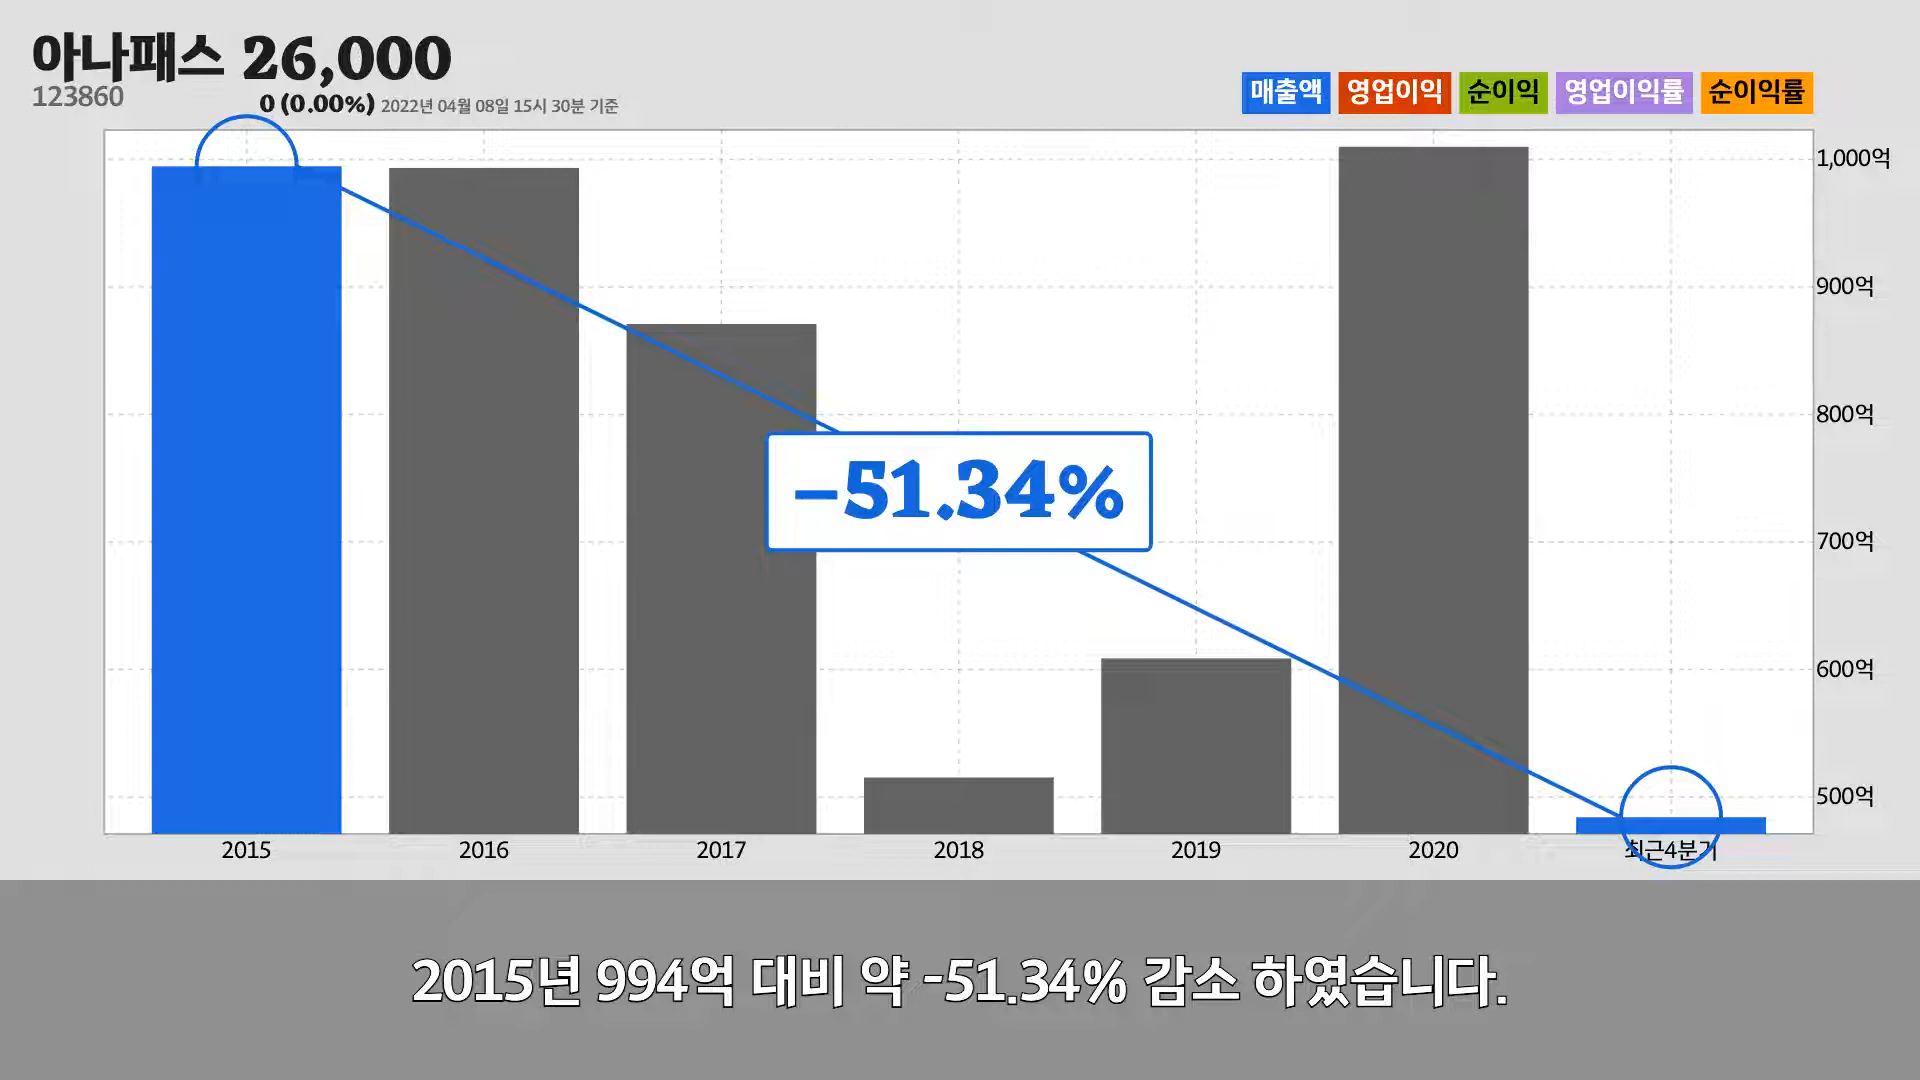 아나패스 26,000
123860
0 (0.00%) 2022년 04월 08일 15시 30분 기준
매출액 영업이익 순이익 영업이익률 순이익률
1,000억
900억
800억
700억
600억
500억
-51.34%
2015 2016 2017 2018 2019 2020 최근4분기
2015년 994억 대비 약 -51.34% 감소 하였습니다.